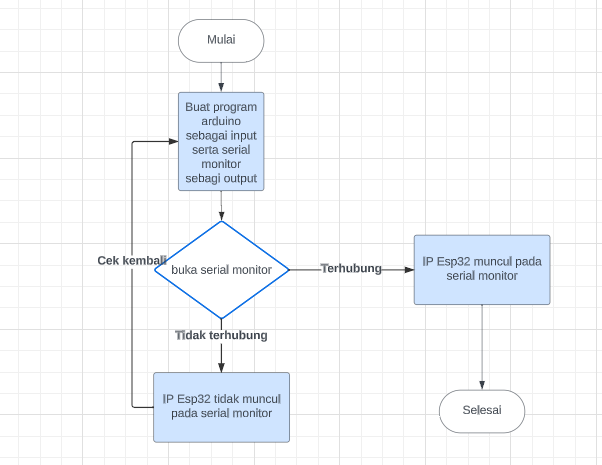 Mulai
Buat program
arduino
sebagai input
serta serial
monitor
sebagi output
Cek kembali
buka serial monitor
Terhubung
IP Esp32 muncul pada
serial monitor
Tidak terhubung
IP Esp32 tidak muncul
pada serial monitor
Selesai